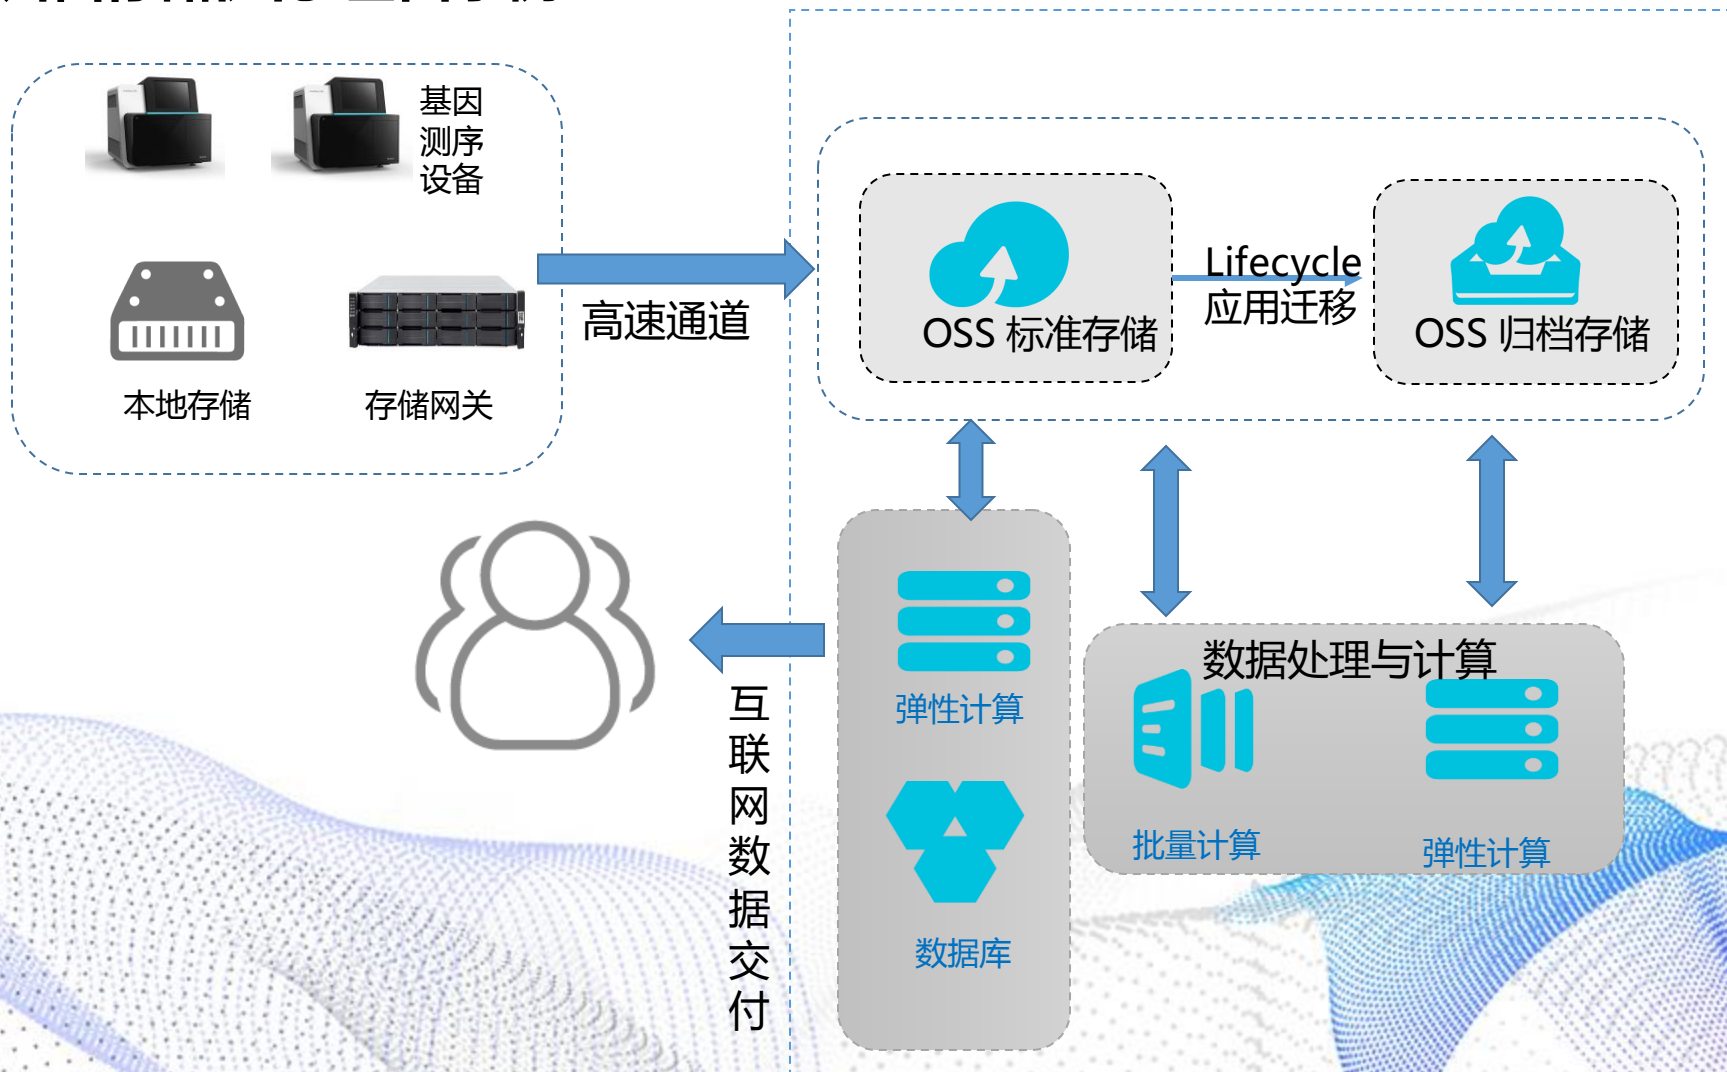 基因
测序
设备
本地存储
存储网关
高速通道
OSS 标准存储
Lifecycle
应用迁移
OSS 归档存储
弹性计算
数据库
数据处理与计算
批量计算
弹性计算
互
联
网
数
据
交
付